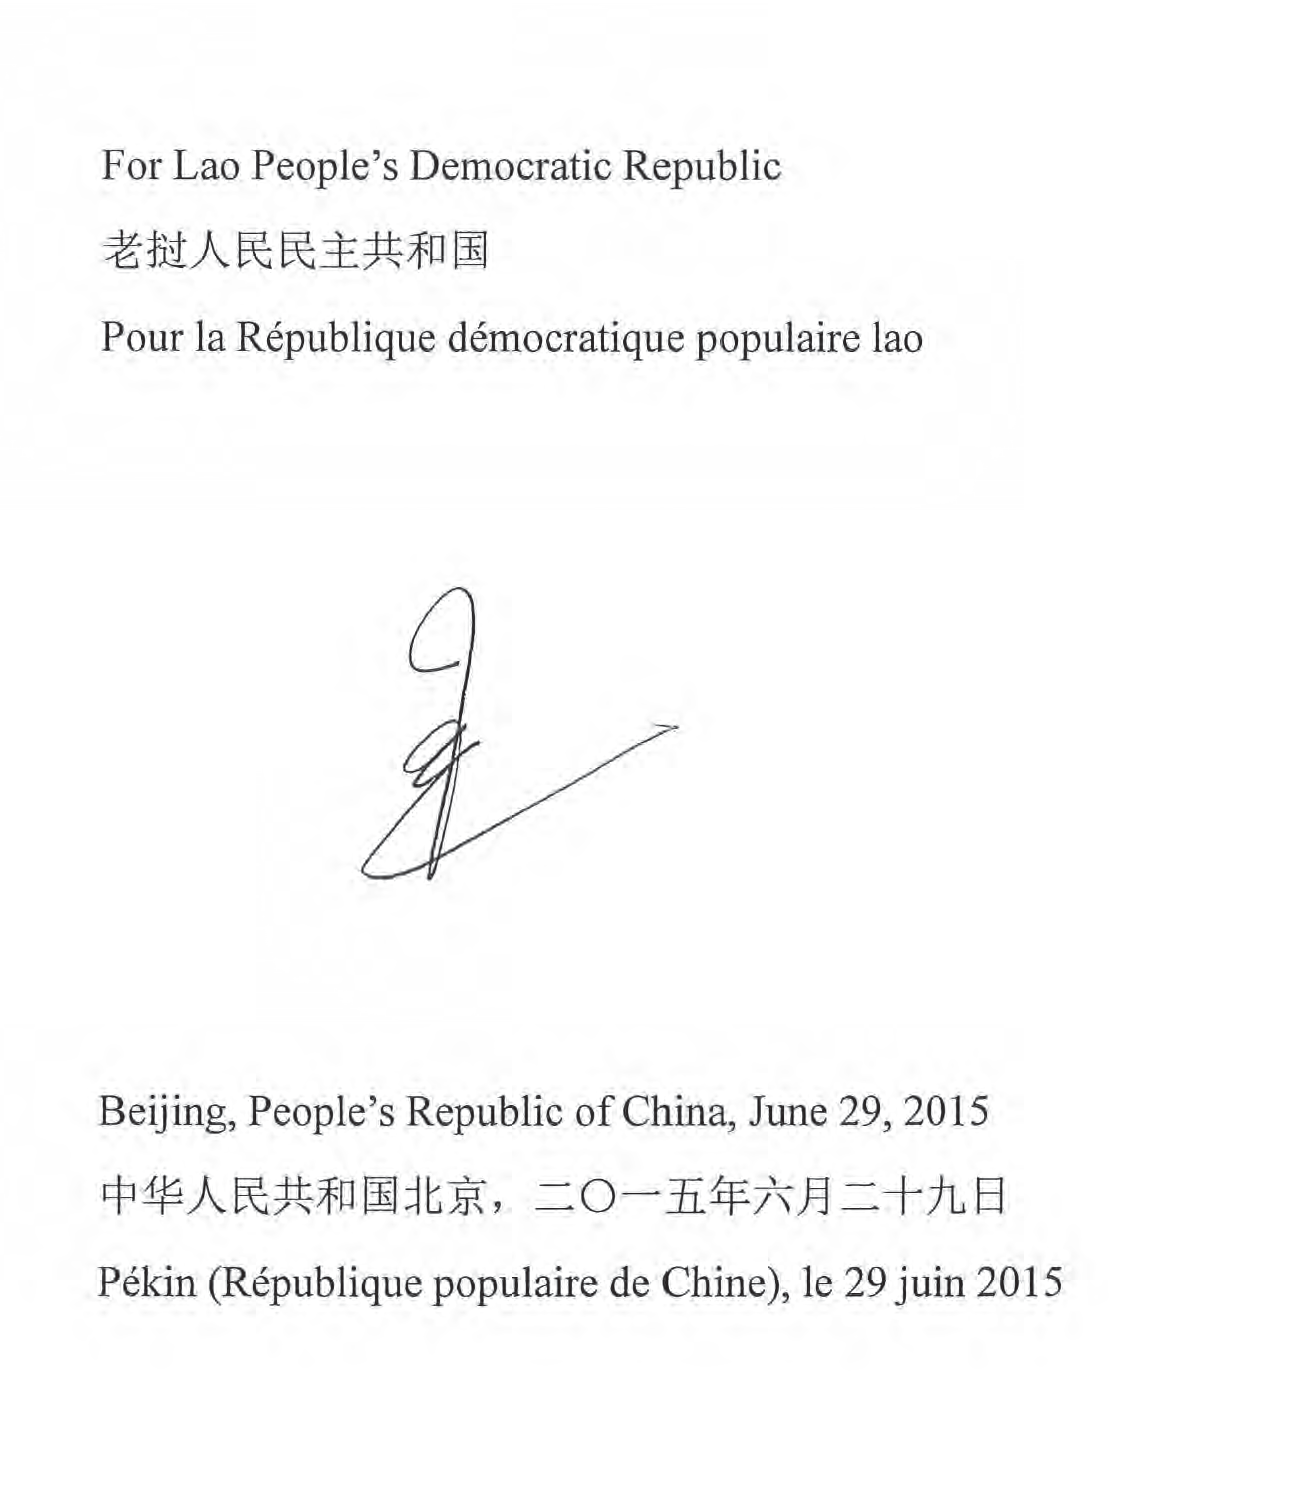 For Lao People’s Democratic Republic
老挝人民民主共和国
Pour la République démocratique populaire lao
Beijing, People’s Republic of China, June 29, 2015
中华人民共和国北京，二〇一五年六月二十九日
Pékin (République populaire de Chine), le 29 juin 2015